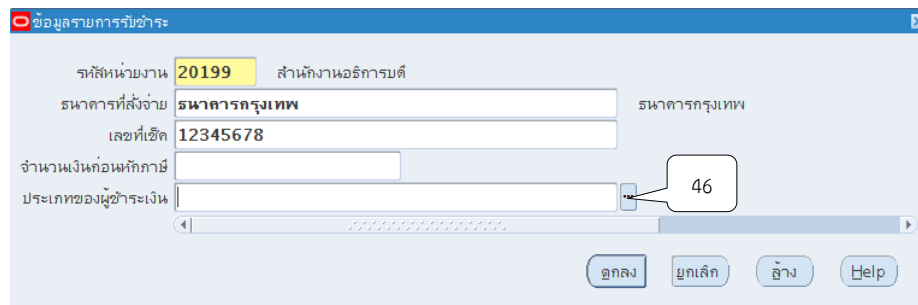 ข้อมูลรายการรับชำระ
รหัสหน่วยงาน 20199 สำนักงานอธิการบดี
ธนาคารที่สั่งจ่าย ธนาคารกรุงเทพ ธนาคารกรุงเทพ
เลขที่เช็ค 12345678
จำนวนเงินก่อนหักภาษี
ประเภทของผู้ชำระเงิน ... 46
ตกลง ยกเลิก ล้าง Help